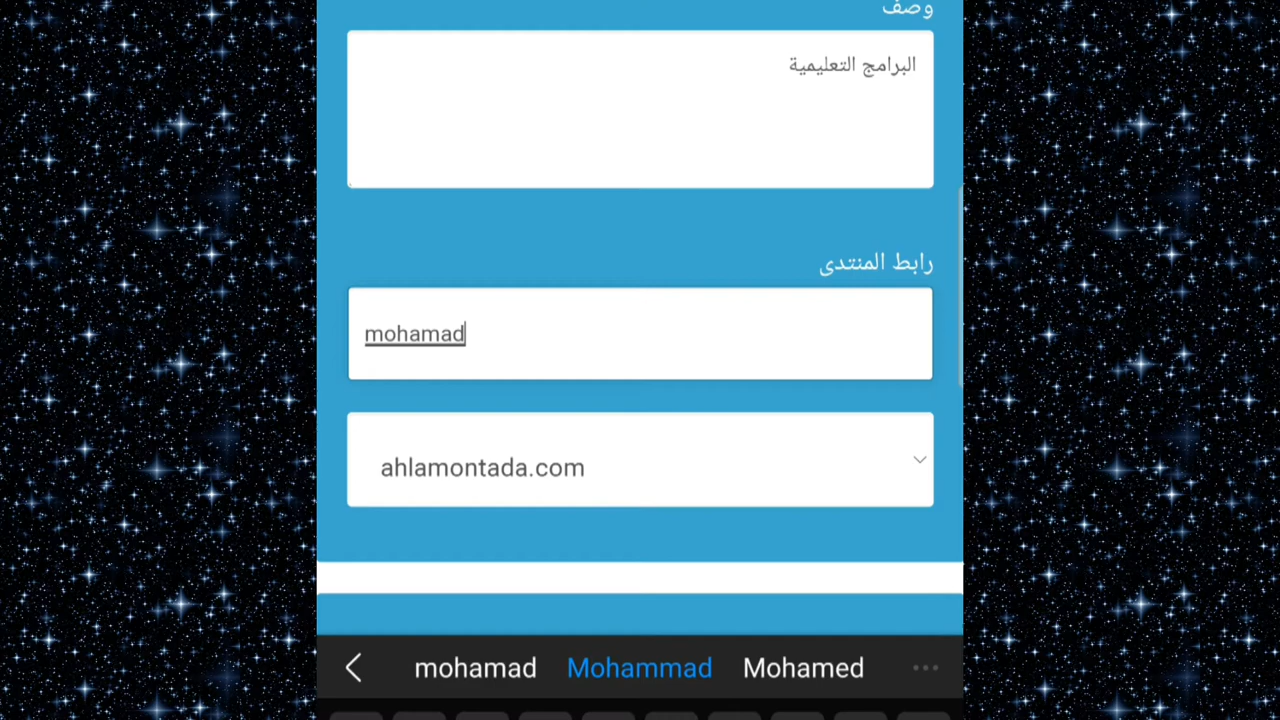 وصف
البرامج التعليمية
رابط المنتدى
mohamad
ahlamontada.com
mohamad Mohammad Mohamed